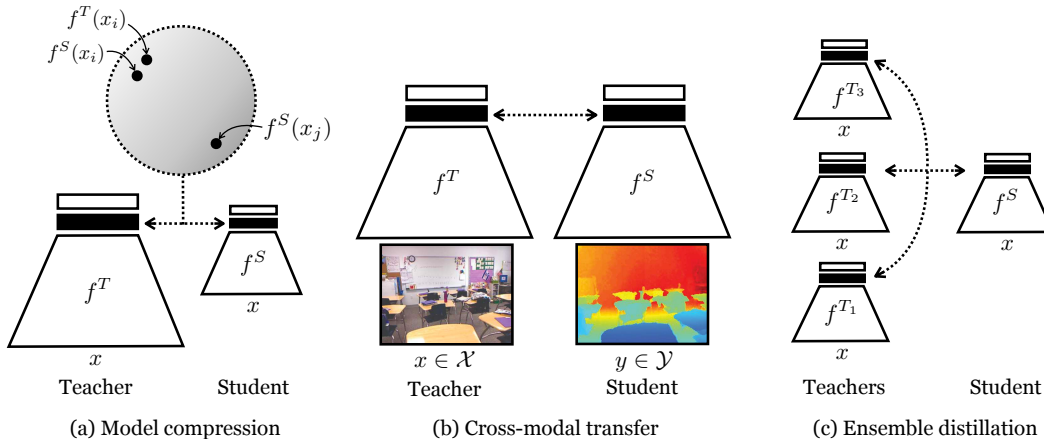 f^T(x_i)
f^S(x_i)
f^S(x_j)
f^T
f^S
x
x
Teacher
Student
(a) Model compression
f^T
f^S
x ∈ 𝒳
y ∈ 𝒴
Teacher
Student
(b) Cross-modal transfer
f^{T_3}
x
f^{T_2}
x
f^S
x
f^{T_1}
x
Teachers
Student
(c) Ensemble distillation